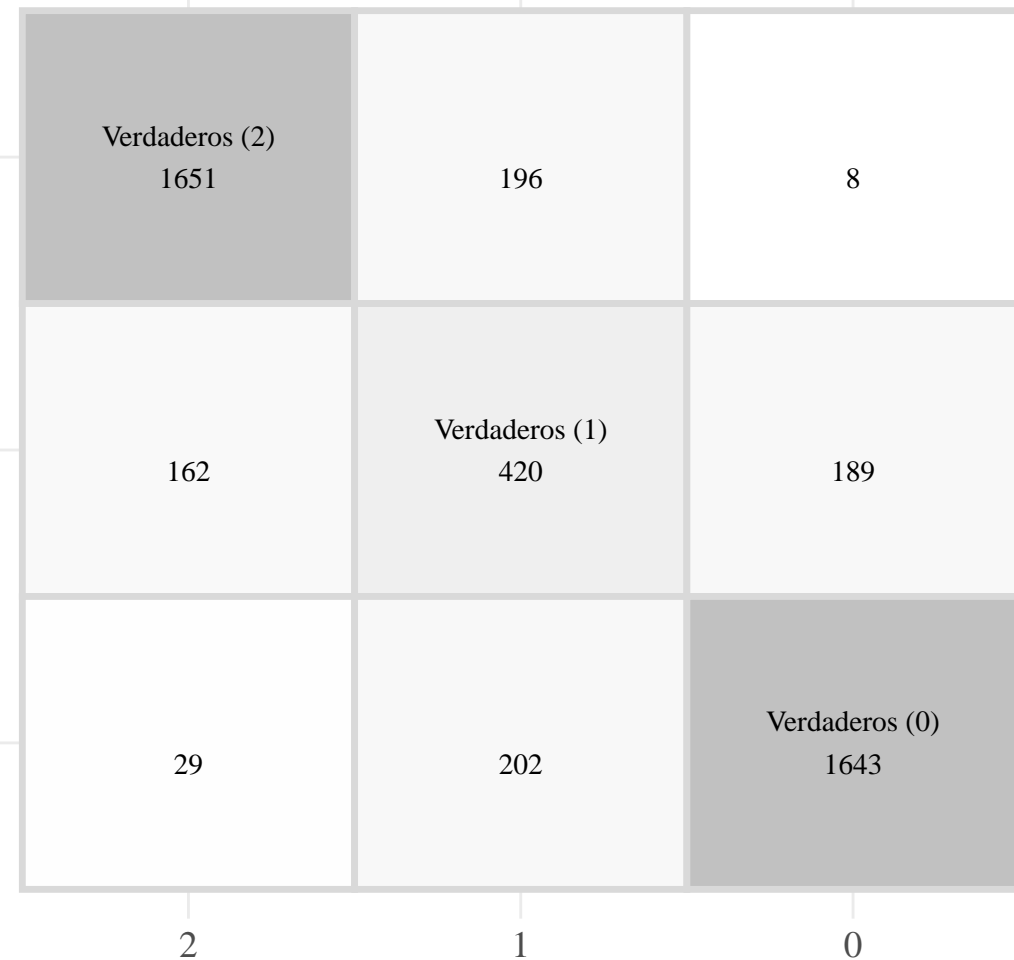 Verdaderos (2)
1651 196 8
Verdaderos (1)
162 420 189
Verdaderos (0)
29 202 1643
2 1 0